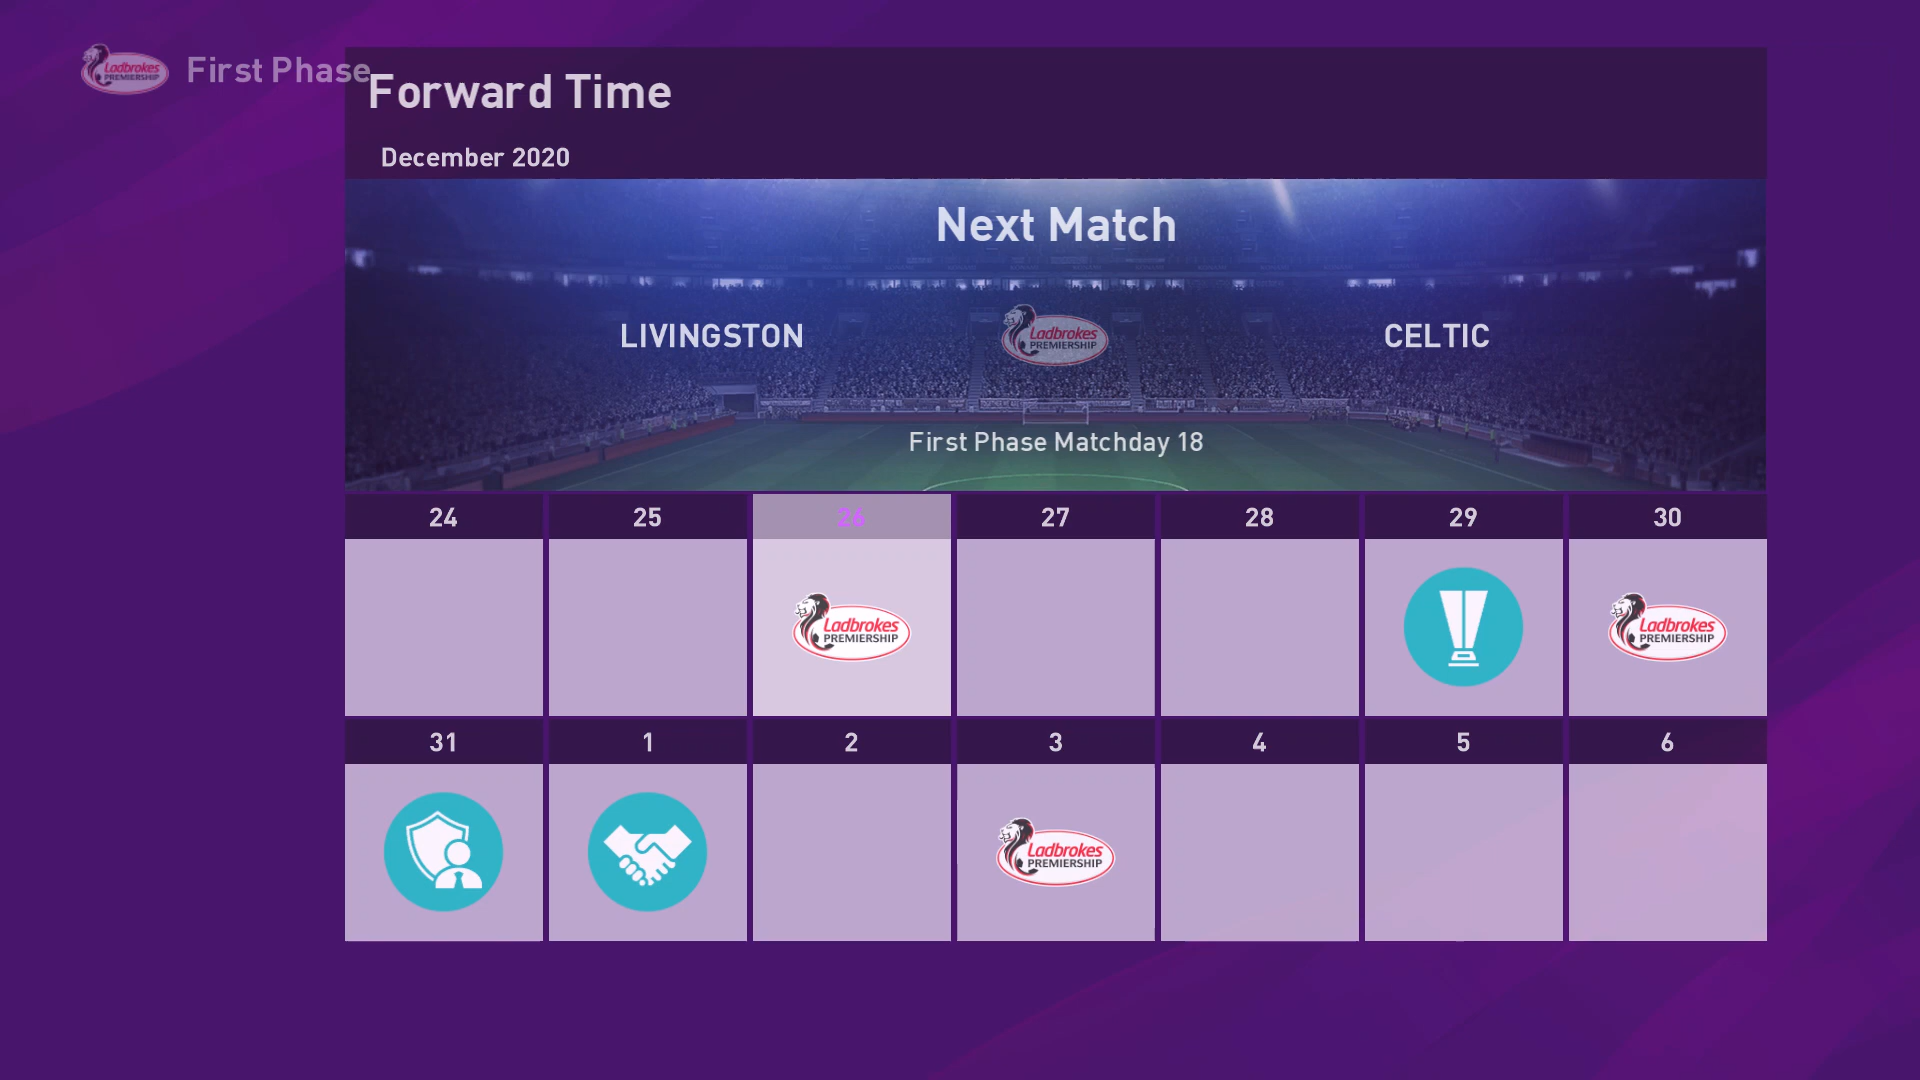 Ladbrokes
PREMIERSHIP
First Phase
Forward Time
December 2020
Next Match
LIVINGSTON
Ladbrokes
PREMIERSHIP
CELTIC
First Phase Matchday 18
24 25 26 27 28 29 30
Ladbrokes
PREMIERSHIP
Ladbrokes
PREMIERSHIP
31 1 2 3 4 5 6
Ladbrokes
PREMIERSHIP